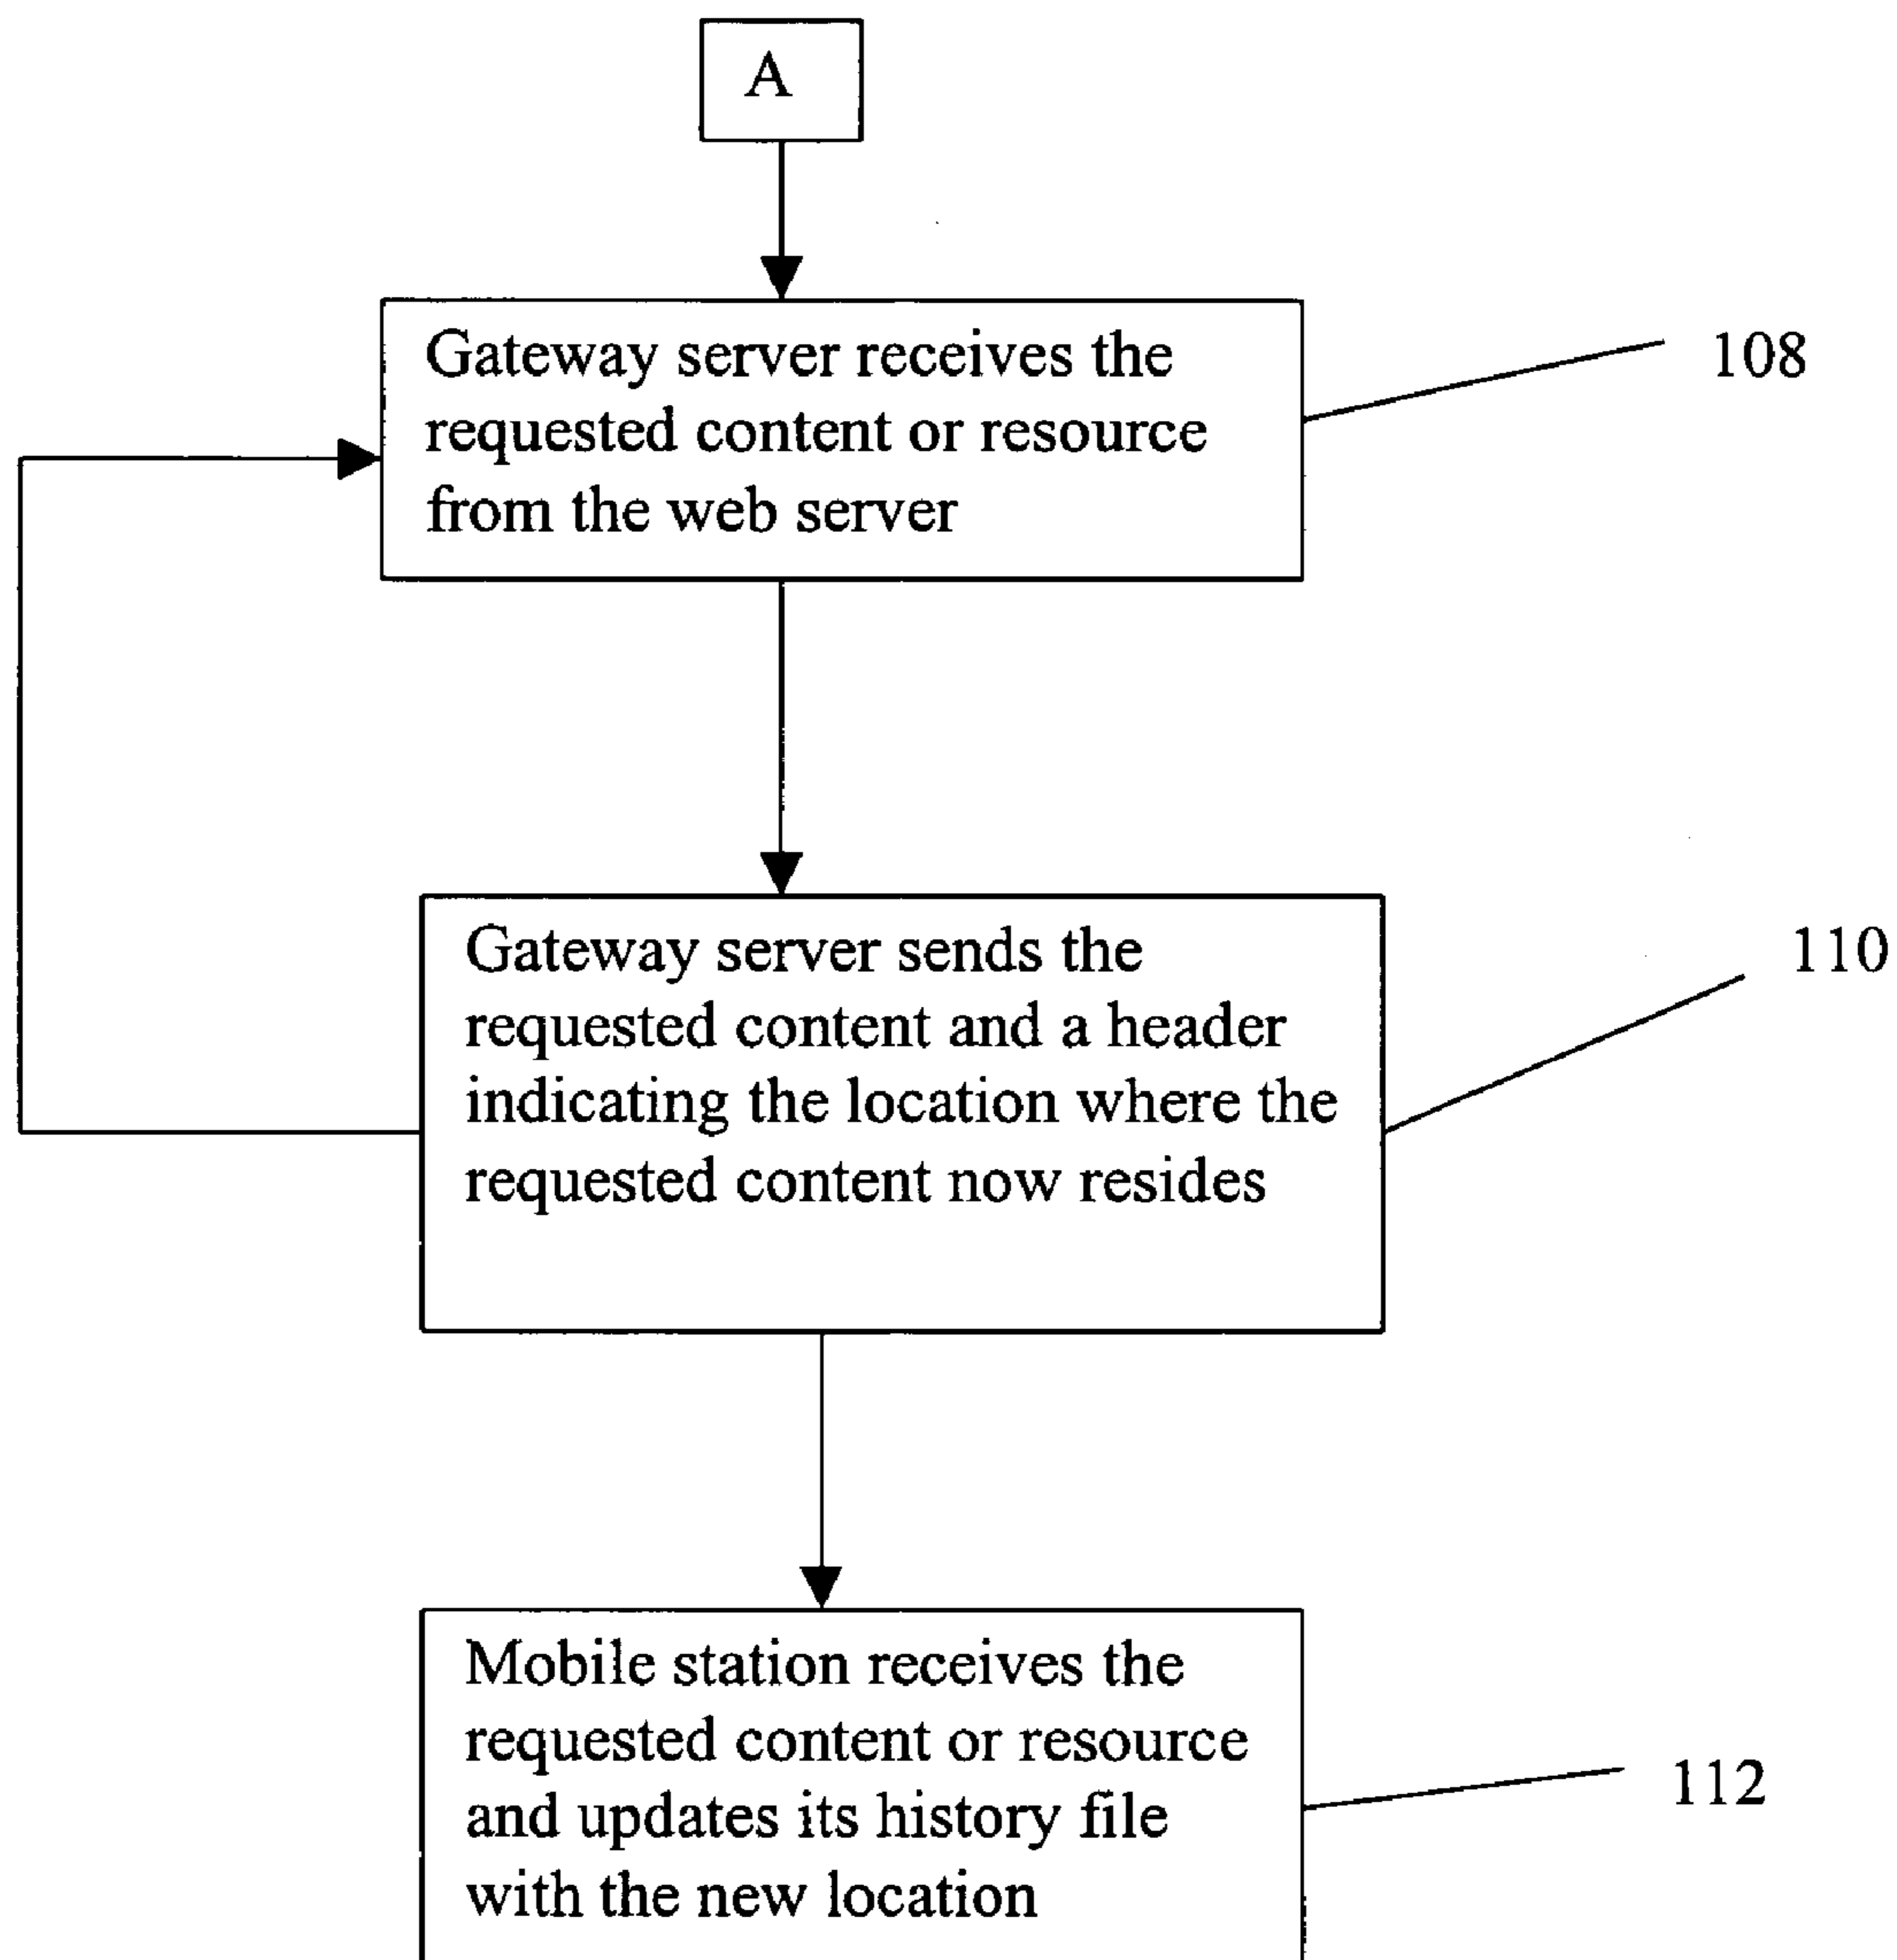 A
Gateway server receives the
requested content or resource
from the web server
108
Gateway server sends the
requested content and a header
indicating the location where the
requested content now resides
110
Mobile station receives the
requested content or resource
and updates its history file
with the new location
112